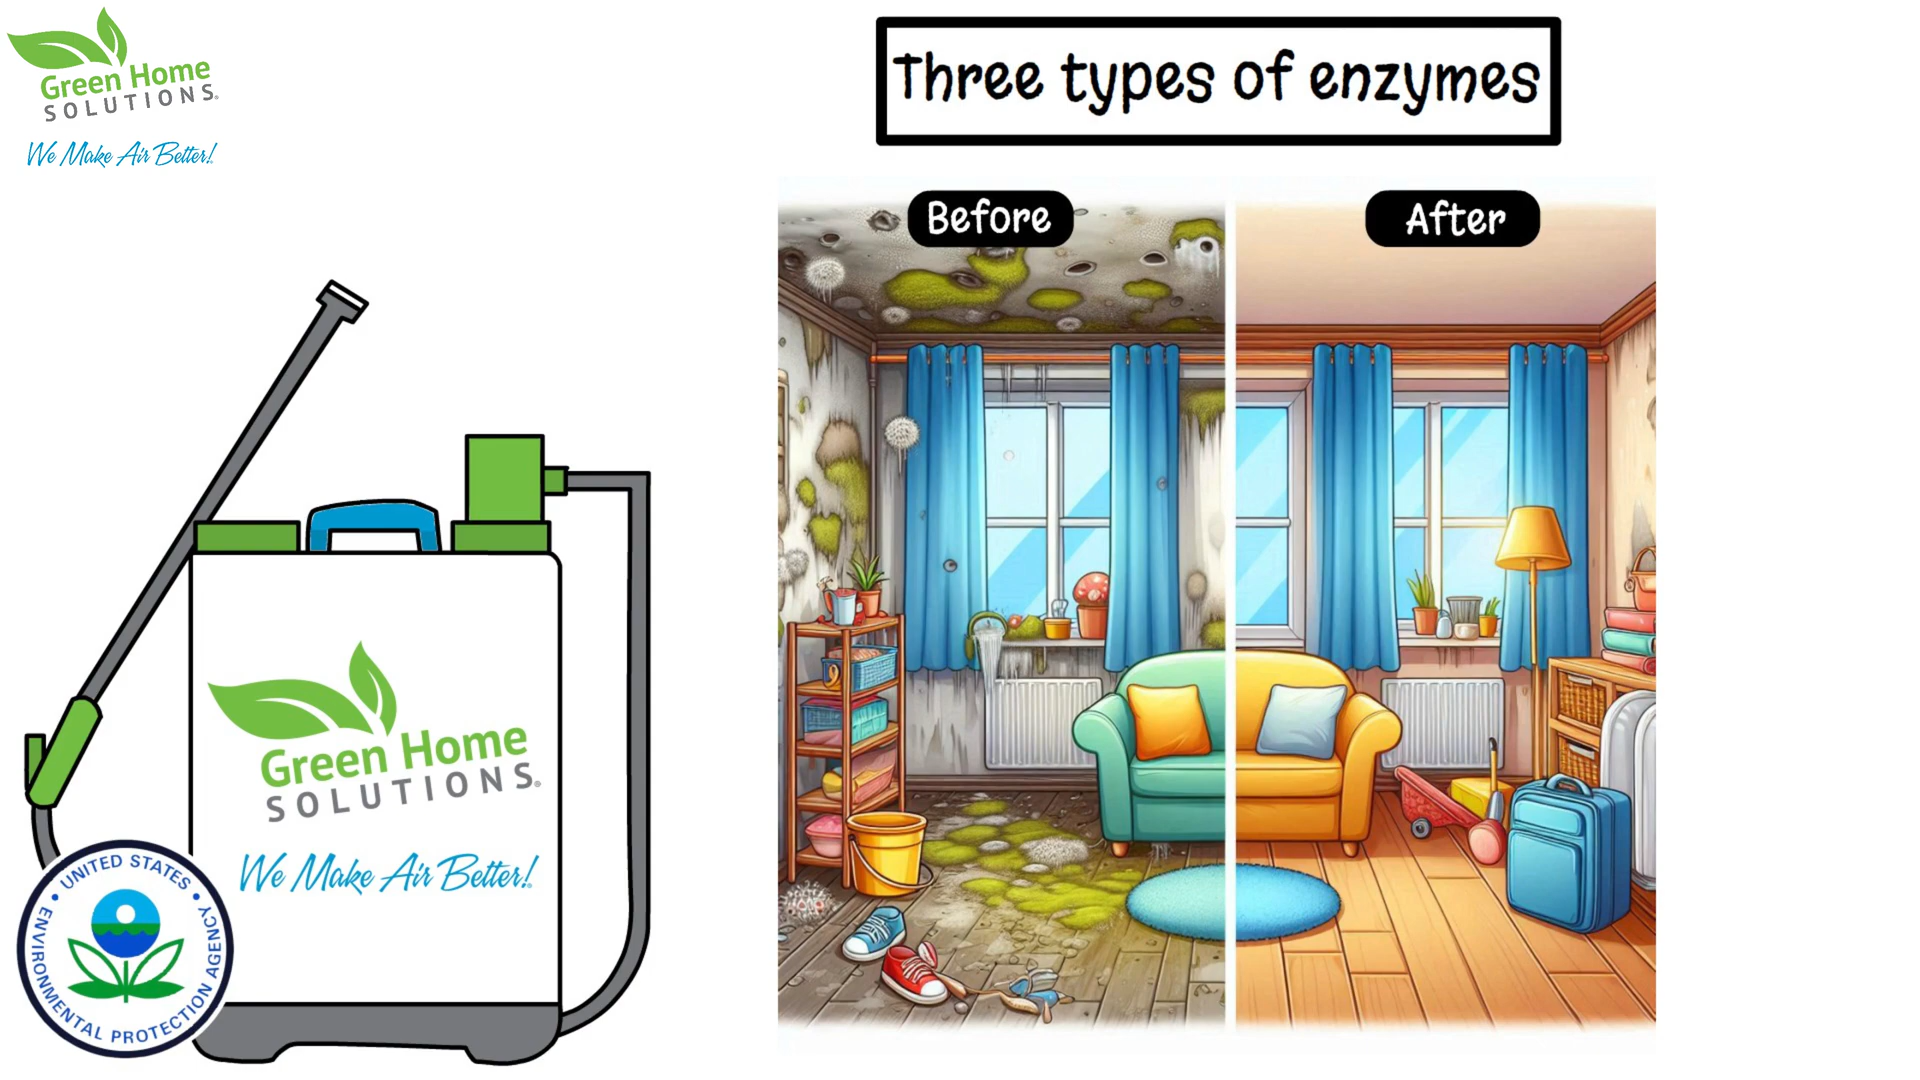 Green Home
SOLUTIONS®
We Make Air Better!
Three types of enzymes
Before
After
Green Home
SOLUTIONS®
We Make Air Better!
UNITED STATES
ENVIRONMENTAL PROTECTION AGENCY